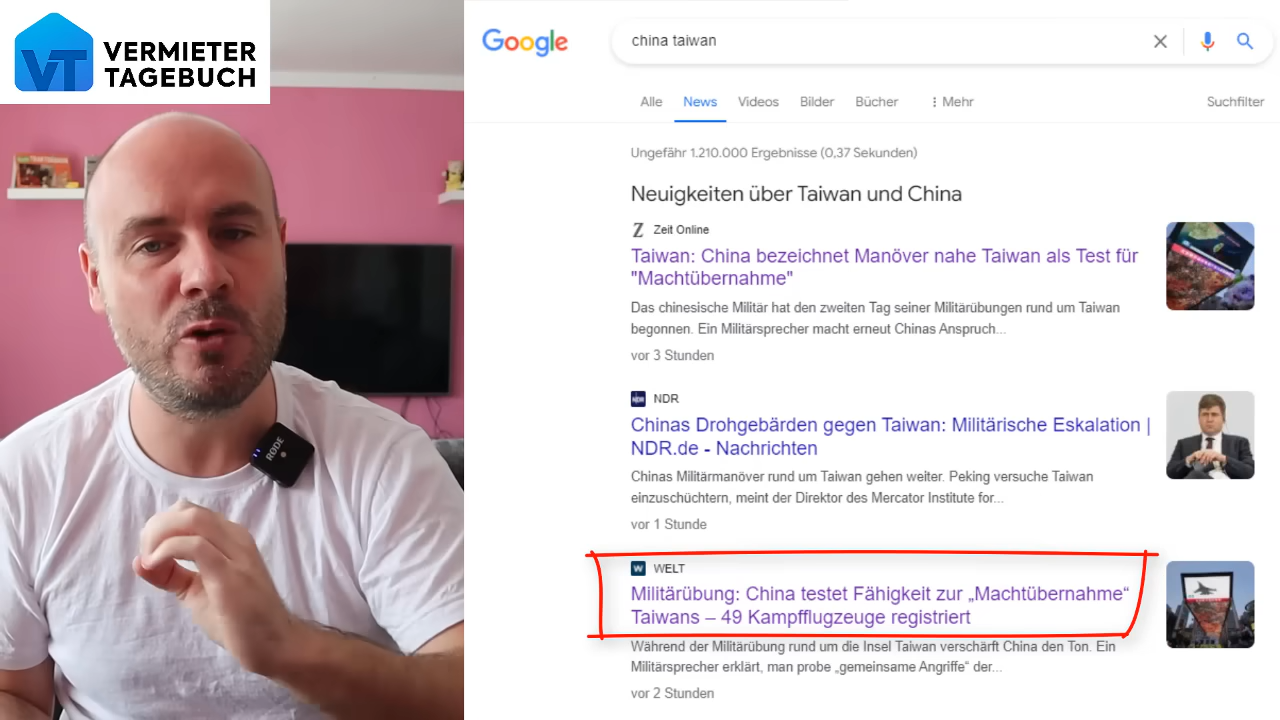 VERMIETER
TAGEBUCH
VT
RØDE
Google
china taiwan
Alle News Videos Bilder Bücher Mehr Suchfilter
Ungefähr 1.210.000 Ergebnisse (0,37 Sekunden)
Neuigkeiten über Taiwan und China
Z Zeit Online
Taiwan: China bezeichnet Manöver nahe Taiwan als Test für
"Machtübernahme"
Das chinesische Militär hat den zweiten Tag seiner Militärübungen rund um Taiwan
begonnen. Ein Militärsprecher macht erneut Chinas Anspruch...
vor 3 Stunden
NDR
Chinas Drohgebärden gegen Taiwan: Militärische Eskalation |
NDR.de - Nachrichten
Chinas Militärmanöver rund um Taiwan gehen weiter. Peking versuche Taiwan
einzuschüchtern, meint der Direktor des Mercator Institute for...
vor 1 Stunde
W WELT
Militärübung: China testet Fähigkeit zur „Machtübernahme“
Taiwans – 49 Kampfflugzeuge registriert
Während der Militärübung rund um die Insel Taiwan verschärft China den Ton. Ein
Militärsprecher erklärt, man probe „gemeinsame Angriffe“ der...
vor 2 Stunden